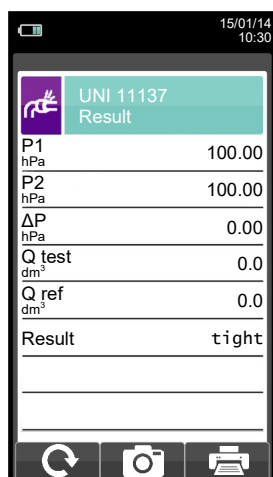 15/01/14
10:30
UNI 11137
Result
P1
hPa
100.00
P2
hPa
100.00
ΔP
hPa
0.00
Q test
dm³
0.0
Q ref
dm³
0.0
Result tight